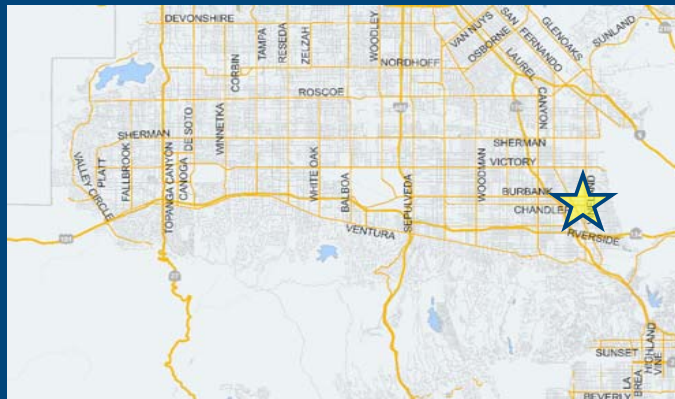 DEVONSHIRE
TAMPA
RESEDA
ZELZAH
WOODLEY
VAN NUYS
SAN FERNANDO
GLENOAKS
OSBORNE
SUNLAND
CORBIN
NORDHOFF
LAUREL CANYON
ROSCOE
DE SOTO
WINNETKA
SHERMAN
SHERMAN
VICTORY
PLATT
FALLBROOK
TOPANGA CANYON
CANOGA
WHITE OAK
BALBOA
SEPULVEDA
WOODMAN
BURBANK
CHANDLER
VALLEY CIRCLE
VENTURA
RIVERSIDE
101
27
SUNSET
HIGHLAND
VINE
LA BREA
BEVERLY